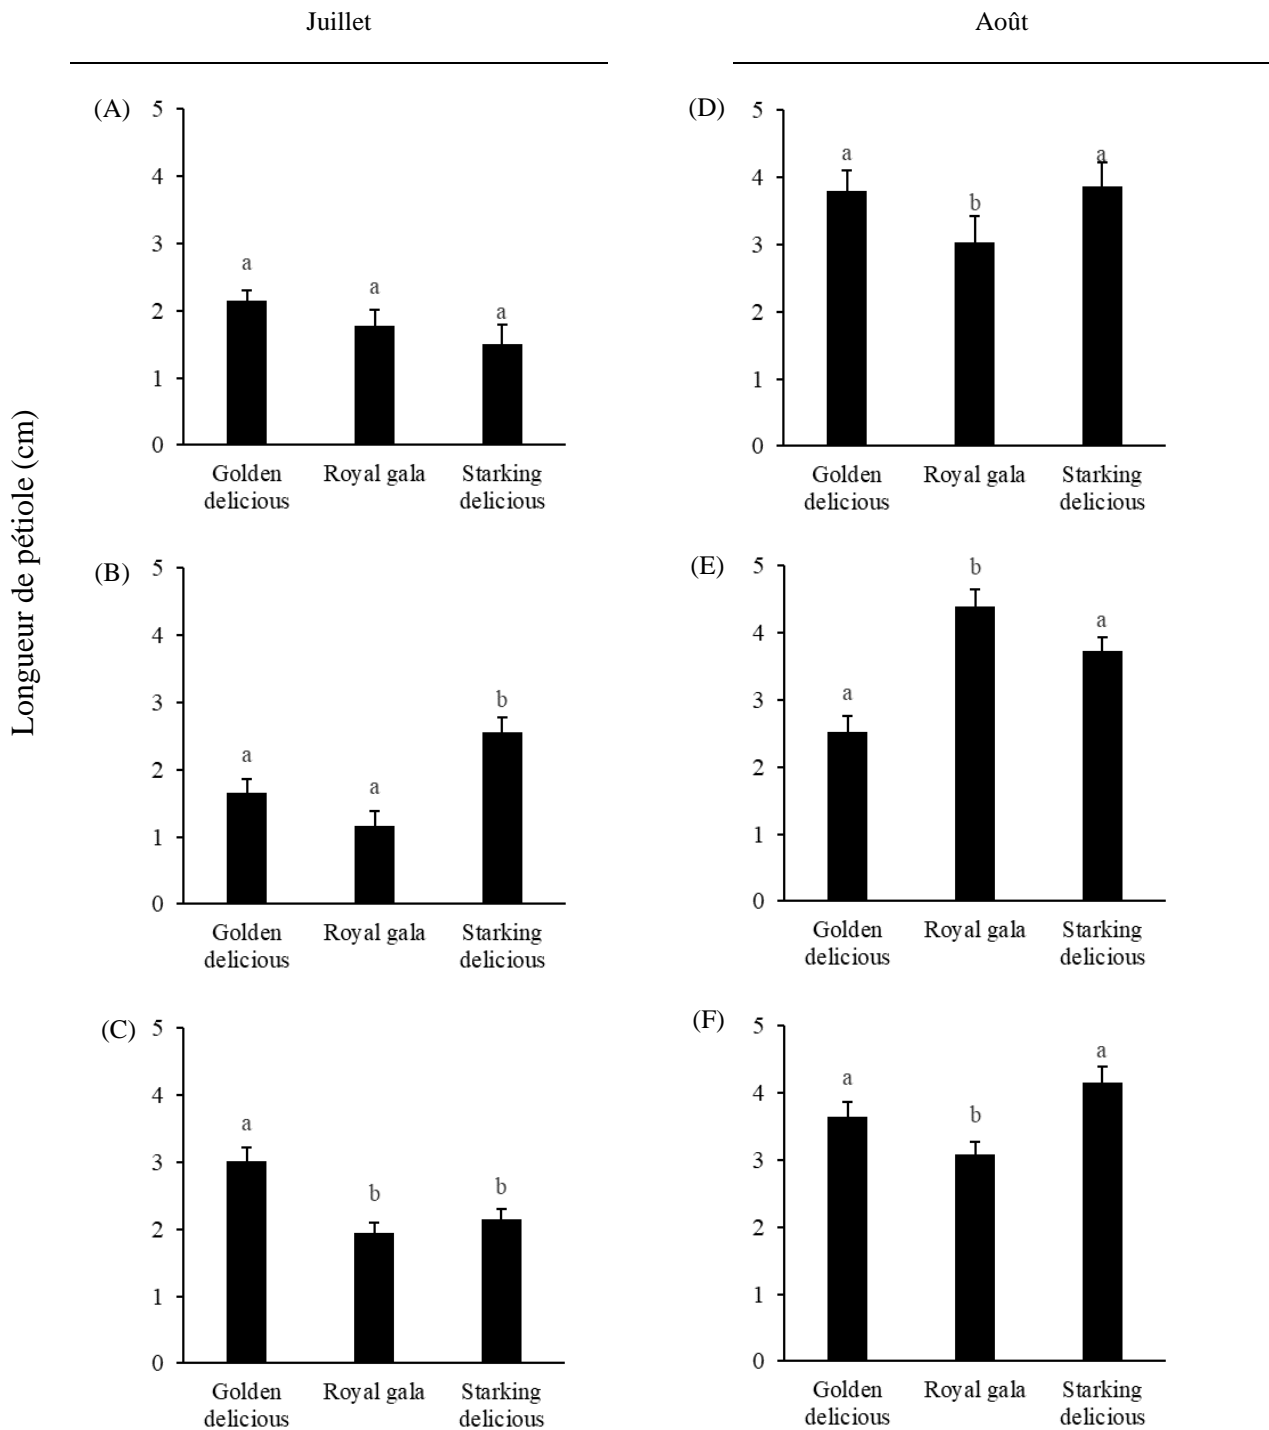 Juillet
Août
Longueur de pétiole (cm)
(A)
5
4
3
2
1
0
a
a
a
Golden
delicious
Royal gala
Starking
delicious
(D)
5
4
3
2
1
0
a
b
a
Golden
delicious
Royal gala
Starking
delicious
(B)
5
4
3
2
1
0
a
a
b
Golden
delicious
Royal gala
Starking
delicious
(E)
5
4
3
2
1
0
a
b
a
Golden
delicious
Royal gala
Starking
delicious
(C)
5
4
3
2
1
0
a
b
b
Golden
delicious
Royal gala
Starking
delicious
(F)
5
4
3
2
1
0
a
b
a
Golden
delicious
Royal gala
Starking
delicious